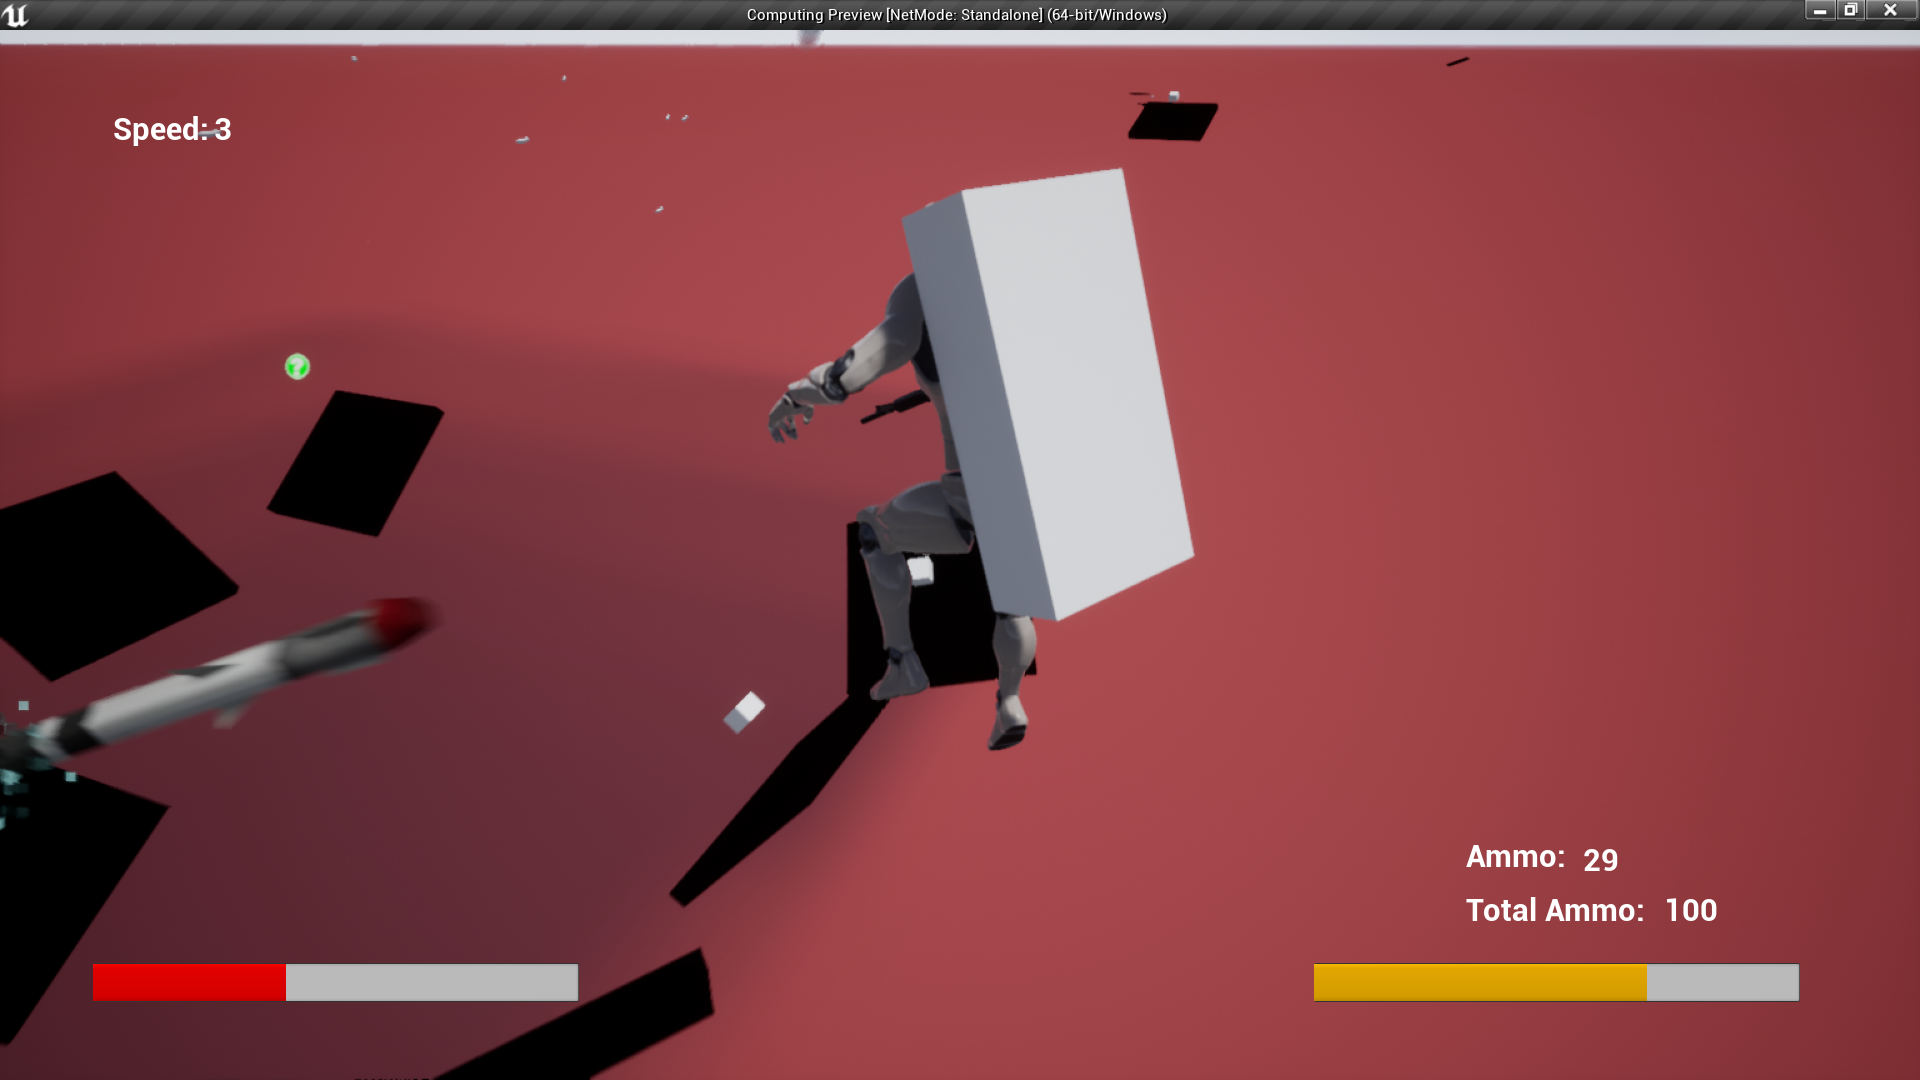 Computing Preview [NetMode: Standalone] (64-bit/Windows)
Speed: 3
?
Ammo: 29
Total Ammo: 100